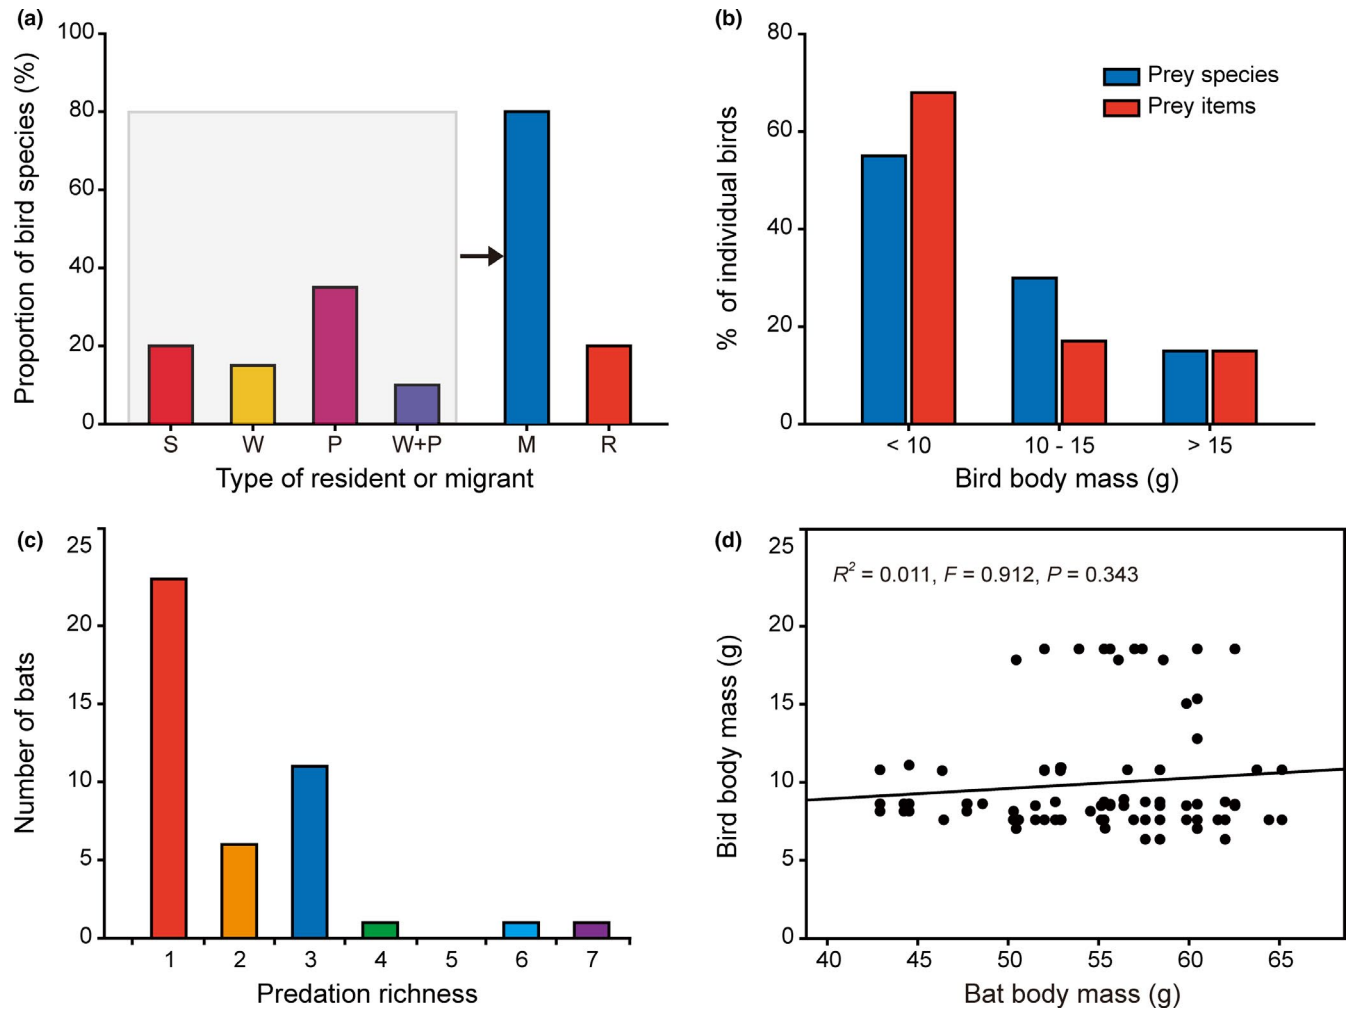 (a)
100
80
60
40
20
0
Proportion of bird species (%)
S W P W+P M R
Type of resident or migrant
(b)
80
60
40
20
0
% of individual birds
Prey species
Prey items
< 10 10 - 15 > 15
Bird body mass (g)
(c)
25
20
15
10
5
0
Number of bats
1 2 3 4 5 6 7
Predation richness
(d)
25
20
15
10
5
0
Bird body mass (g)
R² = 0.011, F = 0.912, P = 0.343
40 45 50 55 60 65
Bat body mass (g)